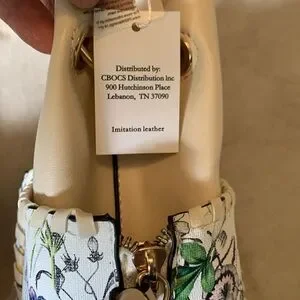 Distributed by:
CBOCS Distribution Inc
900 Hutchinson Place
Lebanon, TN 37090
Imitation leather